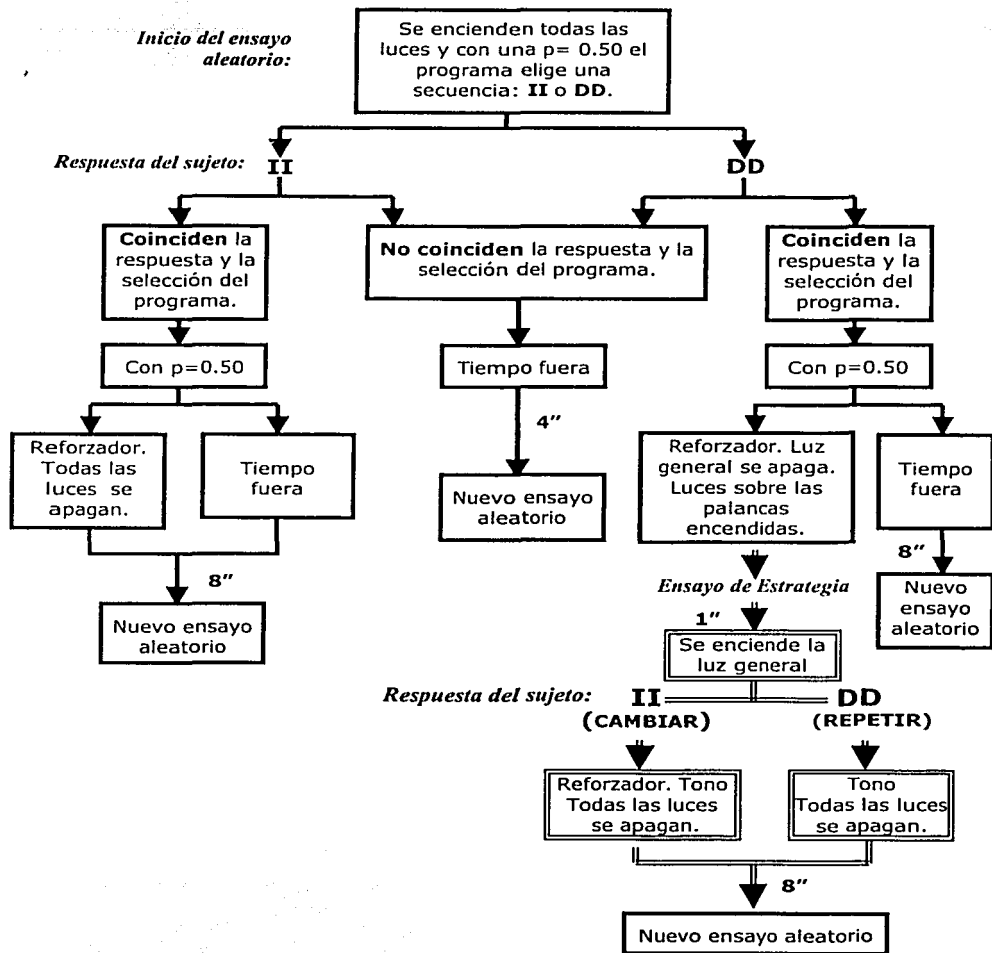 Inicio del ensayo
aleatorio:
Se encienden todas las
luces y con una p= 0.50 el
programa elige una
secuencia: II o DD.
Respuesta del sujeto:
II
DD
Coinciden la
respuesta y la
selección del
programa.
No coinciden la respuesta y la
selección del programa.
Coinciden la
respuesta y la
selección del
programa.
Con p=0.50
Tiempo fuera
Con p=0.50
Reforzador.
Todas las
luces se
apagan.
Tiempo
fuera
4”
Nuevo ensayo
aleatorio
Reforzador. Luz
general se apaga.
Luces sobre las
palancas
encendidas.
Tiempo
fuera
8”
Nuevo ensayo
aleatorio
8”
Nuevo
ensayo
aleatorio
Ensayo de Estrategia
1”
Se enciende la
luz general
Respuesta del sujeto:
II
(CAMBIAR)
DD
(REPETIR)
Reforzador. Tono
Todas las luces
se apagan.
Tono
Todas las luces
se apagan.
8”
Nuevo ensayo aleatorio